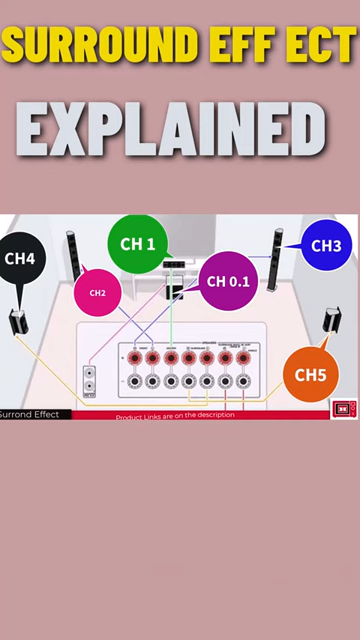 SURROUND EFF ECT
EXPLAINED
CH 1
CH3
CH4
CH2
CH 0.1
CH5
Surrond Effect
Product Links are on the description